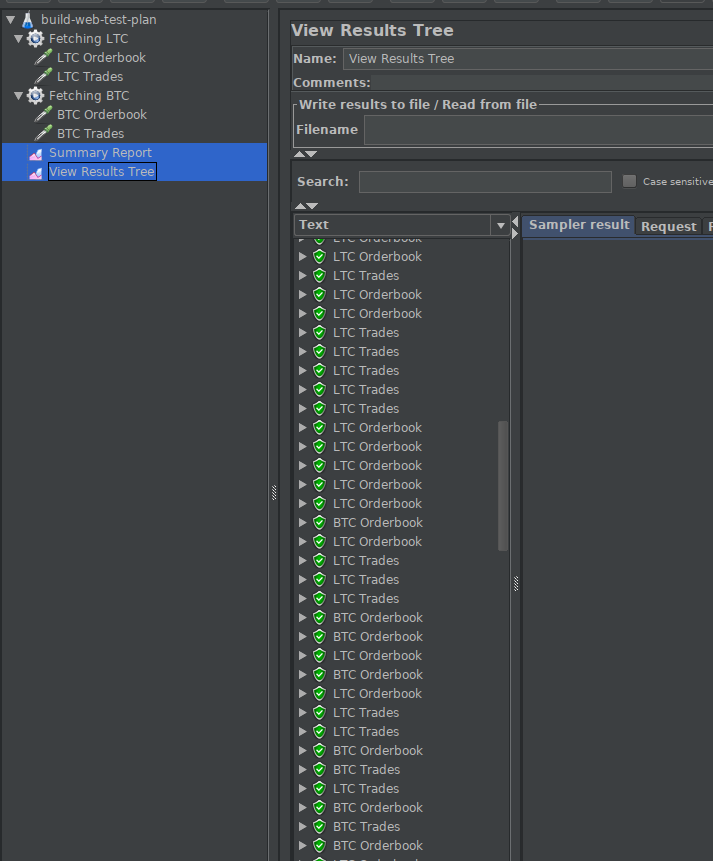 build-web-test-plan
Fetching LTC
LTC Orderbook
LTC Trades
Fetching BTC
BTC Orderbook
BTC Trades
Summary Report
View Results Tree
View Results Tree
Name: View Results Tree
Comments:
Write results to file / Read from file
Filename
Search:
Case sensitive
Text
Sampler result
Request
LTC Orderbook
LTC Orderbook
LTC Trades
LTC Orderbook
LTC Orderbook
LTC Trades
LTC Trades
LTC Trades
LTC Trades
LTC Trades
LTC Orderbook
LTC Orderbook
LTC Orderbook
LTC Orderbook
LTC Orderbook
BTC Orderbook
LTC Orderbook
LTC Trades
LTC Trades
LTC Trades
BTC Orderbook
BTC Orderbook
LTC Orderbook
BTC Orderbook
LTC Orderbook
LTC Trades
LTC Trades
BTC Orderbook
BTC Trades
LTC Trades
BTC Orderbook
BTC Trades
BTC Orderbook